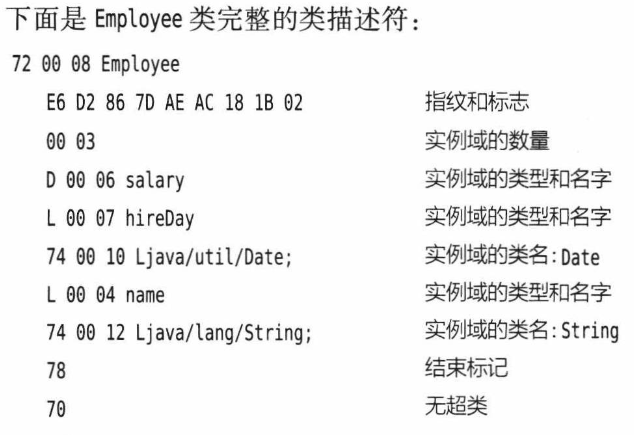 下面是 Employee 类完整的类描述符：
72 00 08 Employee
E6 D2 86 7D AE AC 18 1B 02 指纹和标志
00 03 实例域的数量
D 00 06 salary 实例域的类型和名字
L 00 07 hireDay 实例域的类型和名字
74 00 10 Ljava/util/Date; 实例域的类名：Date
L 00 04 name 实例域的类型和名字
74 00 12 Ljava/lang/String; 实例域的类名：String
78 结束标记
70 无超类